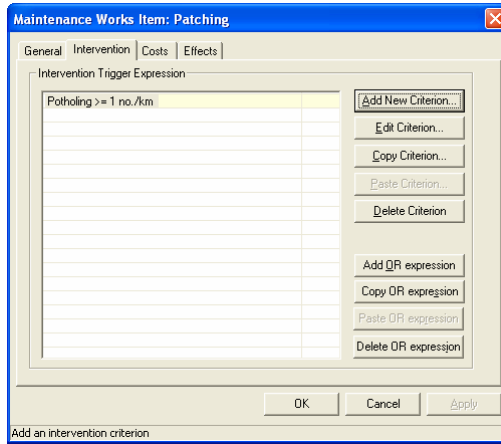 Maintenance Works Item: Patching
General Intervention Costs Effects
Intervention Trigger Expression
Potholing >= 1 no./km
Add New Criterion...
Edit Criterion...
Copy Criterion...
Paste Criterion...
Delete Criterion
Add OR expression
Copy OR expression
Paste OR expression
Delete OR expression
OK Cancel Apply
Add an intervention criterion